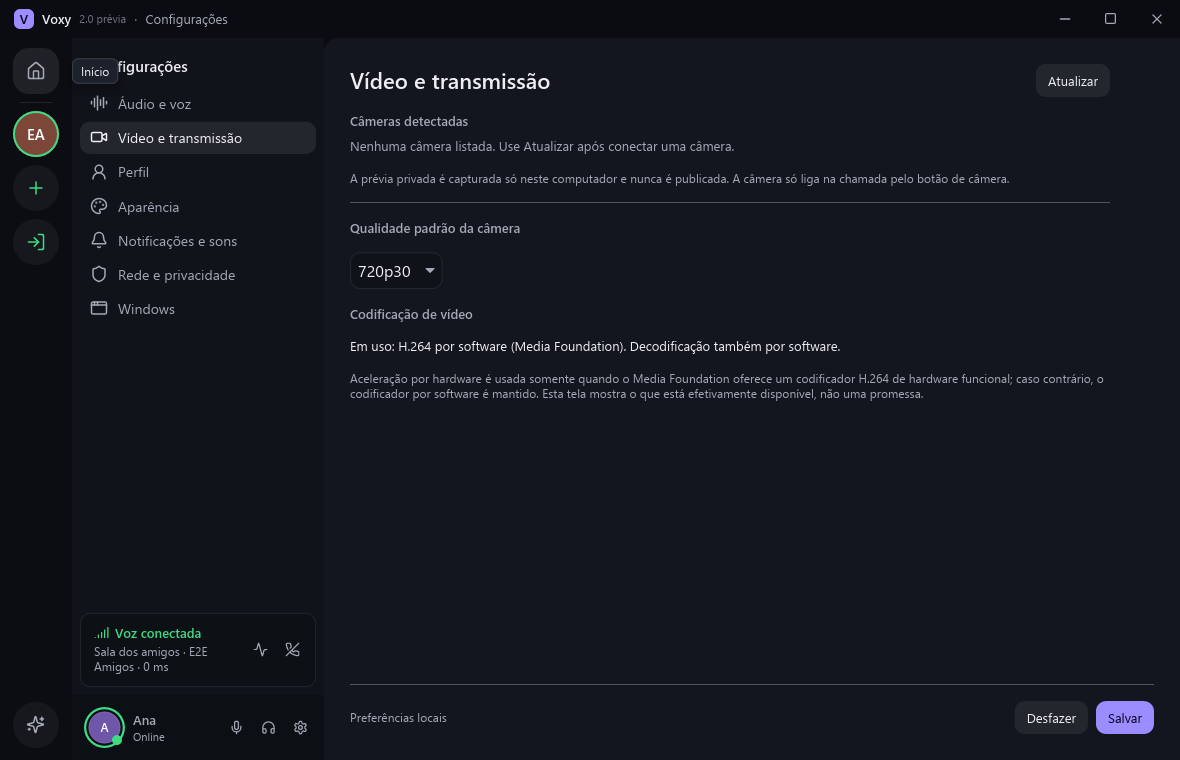 V Voxy 2.0 prévia · Configurações
Início
figurações
EA
Áudio e voz
Vídeo e transmissão
Perfil
Aparência
Notificações e sons
Rede e privacidade
Windows
Voz conectada
Sala dos amigos · E2E
Amigos · 0 ms
A
Ana
Online
Vídeo e transmissão
Atualizar
Câmeras detectadas
Nenhuma câmera listada. Use Atualizar após conectar uma câmera.
A prévia privada é capturada só neste computador e nunca é publicada. A câmera só liga na chamada pelo botão de câmera.
Qualidade padrão da câmera
720p30
Codificação de vídeo
Em uso: H.264 por software (Media Foundation). Decodificação também por software.
Aceleração por hardware é usada somente quando o Media Foundation oferece um codificador H.264 de hardware funcional; caso contrário, o
codificador por software é mantido. Esta tela mostra o que está efetivamente disponível, não uma promessa.
Preferências locais
Desfazer
Salvar